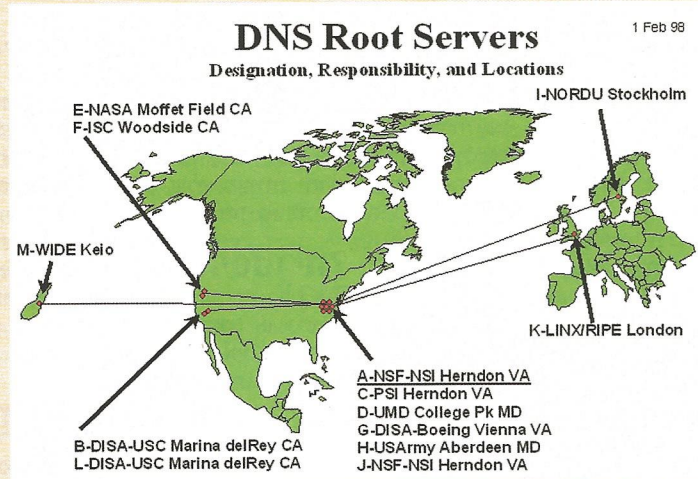 DNS Root Servers
1 Feb 98
Designation, Responsibility, and Locations
E-NASA Moffet Field CA
F-ISC Woodside CA
I-NORDU Stockholm
M-WIDE Keio
K-LINX/RIPE London
A-NSF-NSI Herndon VA
C-PSI Herndon VA
D-UMD College Pk MD
G-DISA-Boeing Vienna VA
H-USArmy Aberdeen MD
J-NSF-NSI Herndon VA
B-DISA-USC Marina delRey CA
L-DISA-USC Marina delRey CA